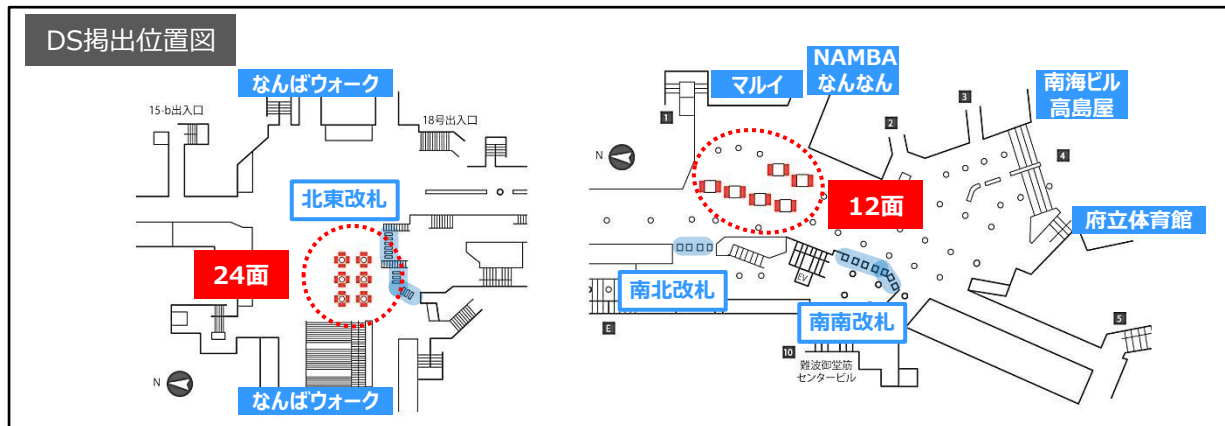 DS掲出位置図
なんばウォーク
15-b出入口
18号出入口
北東改札
24面
N
なんばウォーク
マルイ
NAMBA
なんなん
南海ビル
高島屋
1
2
3
4
N
12面
府立体育館
南北改札
EV
南南改札
E
10
5
難波御堂筋
センタービル